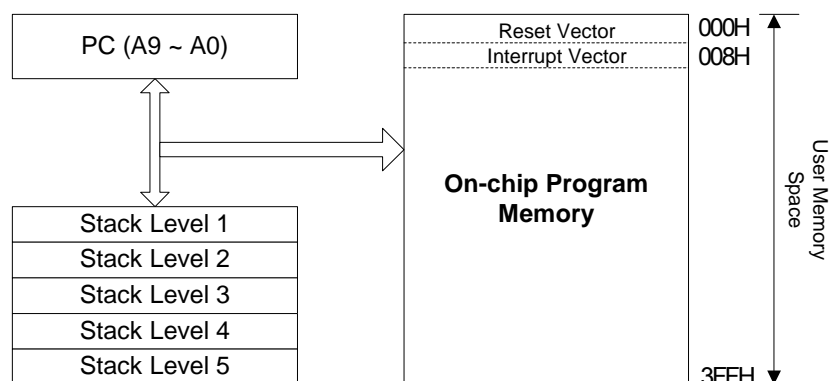 PC (A9 ~ A0)
Stack Level 1
Stack Level 2
Stack Level 3
Stack Level 4
Stack Level 5
Reset Vector
Interrupt Vector
On-chip Program
Memory
000H
008H
3FFH
User Memory
Space